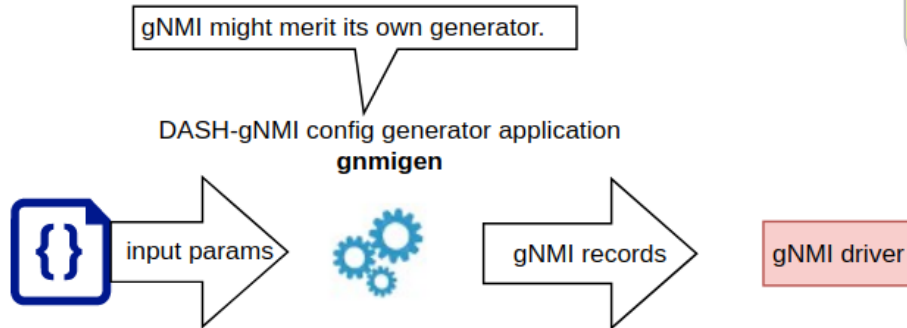 gNMI might merit its own generator.
DASH-gNMI config generator application
gnmigen
{}
input params
gNMI records
gNMI driver